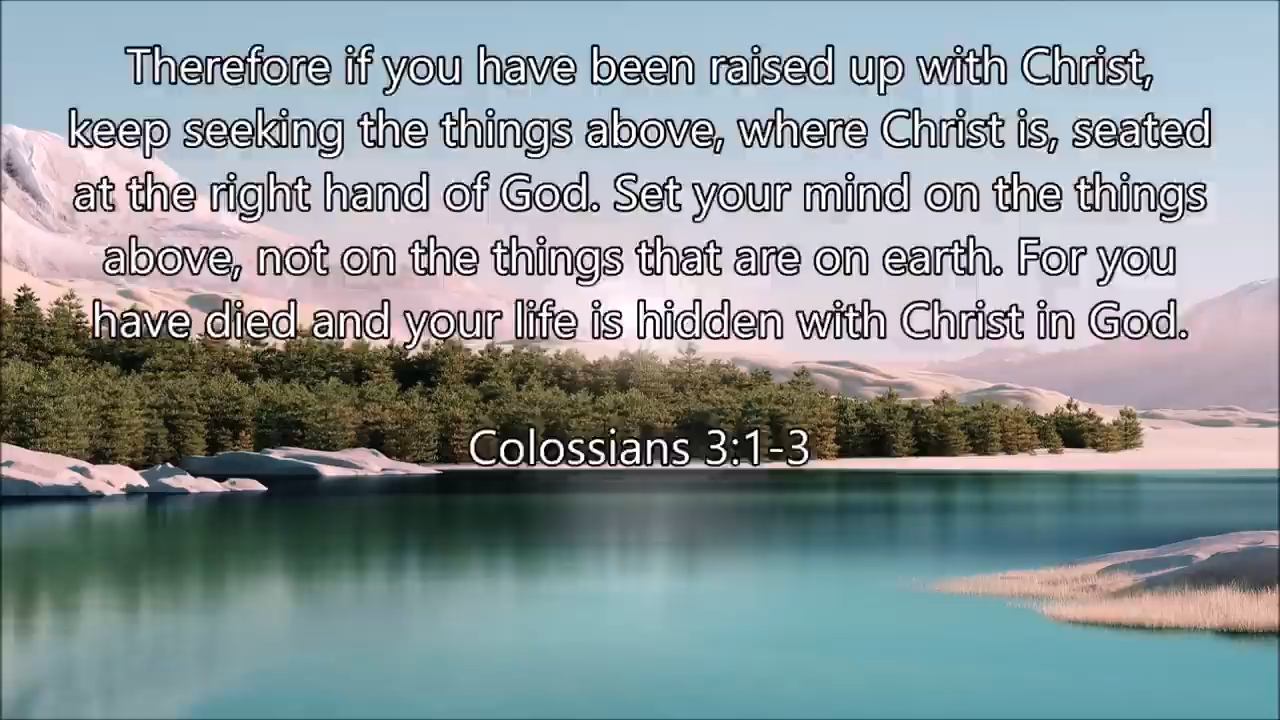 Therefore if you have been raised up with Christ,
keep seeking the things above, where Christ is, seated
at the right hand of God. Set your mind on the things
above, not on the things that are on earth. For you
have died and your life is hidden with Christ in God.
Colossians 3:1-3